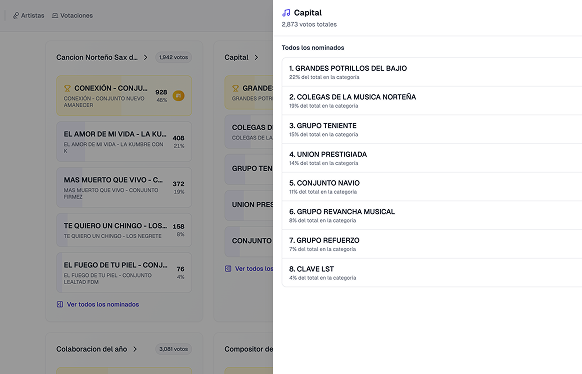 Artistas
Votaciones
Cancion Norteño Sax d...
1,942 votos
CONEXIÓN - CONJU...
CONEXIÓN - CONJUNTO NUEVO
AMANECER
928
48%
EL AMOR DE MI VIDA - LA KU...
EL AMOR DE MI VIDA - LA KUMBRE CON
K
408
21%
MAS MUERTO QUE VIVO - C...
MAS MUERTO QUE VIVO - CONJUNTO
FIRMEZ
372
19%
TE QUIERO UN CHINGO - LOS...
TE QUIERO UN CHINGO - LOS NEGRETE
158
8%
EL FUEGO DE TU PIEL - CONJ...
EL FUEGO DE TU PIEL - CONJUNTO
LEALTAD FDM
76
4%
Ver todos los nominados
Colaboracion del año
3,081 votos
Capital
GRANDES
GRANDES POTRI
COLEGAS D
COLEGAS DE LA
GRUPO TEN
UNION PRES
CONJUNTO
Ver todos los
Compositor de
Capital
2,873 votos totales
Todos los nominados
1. GRANDES POTRILLOS DEL BAJIO
22% del total en la categoría
2. COLEGAS DE LA MUSICA NORTEÑA
19% del total en la categoría
3. GRUPO TENIENTE
15% del total en la categoría
4. UNION PRESTIGIADA
14% del total en la categoría
5. CONJUNTO NAVIO
11% del total en la categoría
6. GRUPO REVANCHA MUSICAL
8% del total en la categoría
7. GRUPO REFUERZO
7% del total en la categoría
8. CLAVE LST
4% del total en la categoría